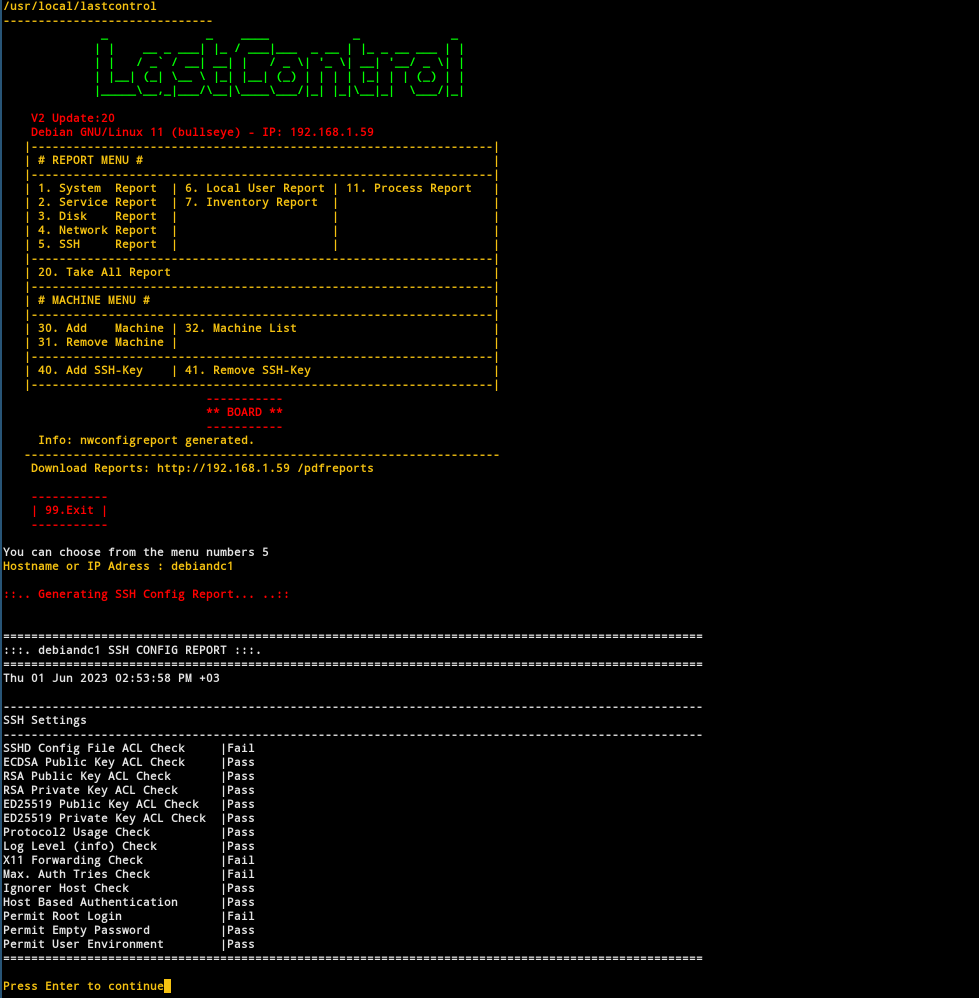 /usr/local/lastcontrol
------------------------------
LastControl
V2 Update:20
Debian GNU/Linux 11 (bullseye) - IP: 192.168.1.59
|------------------------------------------------------------------|
| # REPORT MENU # |
|------------------------------------------------------------------|
| 1. System  Report  | 6. Local User Report | 11. Process Report   |
| 2. Service Report  | 7. Inventory Report  |                      |
| 3. Disk    Report  |                      |                      |
| 4. Network Report  |                      |                      |
| 5. SSH     Report  |                      |                      |
|------------------------------------------------------------------|
| 20. Take All Report |
|------------------------------------------------------------------|
| # MACHINE MENU # |
|------------------------------------------------------------------|
| 30. Add    Machine | 32. Machine List |
| 31. Remove Machine | |
|------------------------------------------------------------------|
| 40. Add SSH-Key    | 41. Remove SSH-Key |
|------------------------------------------------------------------|
-----------
** BOARD **
-----------
Info: nwconfigreport generated.
--------------------------------------------------------------------
Download Reports: http://192.168.1.59 /pdfreports
-----------
| 99.Exit |
-----------
You can choose from the menu numbers 5
Hostname or IP Adress : debiandc1
::.. Generating SSH Config Report... ..::
====================================================================================================
:::. debiandc1 SSH CONFIG REPORT :::.
====================================================================================================
Thu 01 Jun 2023 02:53:58 PM +03
----------------------------------------------------------------------------------------------------
SSH Settings
----------------------------------------------------------------------------------------------------
SSHD Config File ACL Check     |Fail
ECDSA Public Key ACL Check     |Pass
RSA Public Key ACL Check       |Pass
RSA Private Key ACL Check      |Pass
ED25519 Public Key ACL Check   |Pass
ED25519 Private Key ACL Check  |Pass
Protocol2 Usage Check          |Pass
Log Level (info) Check         |Pass
X11 Forwarding Check           |Fail
Max. Auth Tries Check          |Fail
Ignorer Host Check             |Pass
Host Based Authentication      |Pass
Permit Root Login              |Fail
Permit Empty Password          |Pass
Permit User Environment        |Pass
====================================================================================================
Press Enter to continue